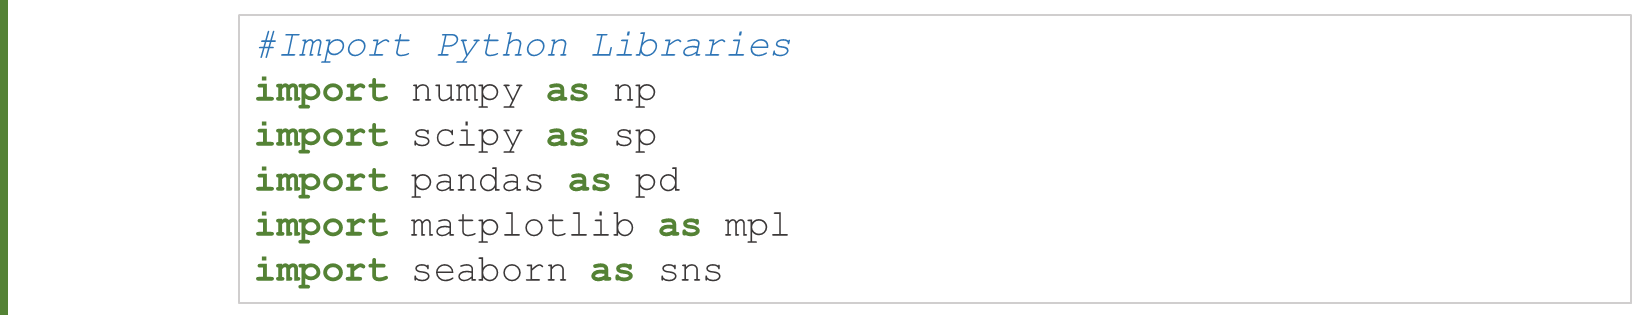 #Import Python Libraries
import numpy as np
import scipy as sp
import pandas as pd
import matplotlib as mpl
import seaborn as sns